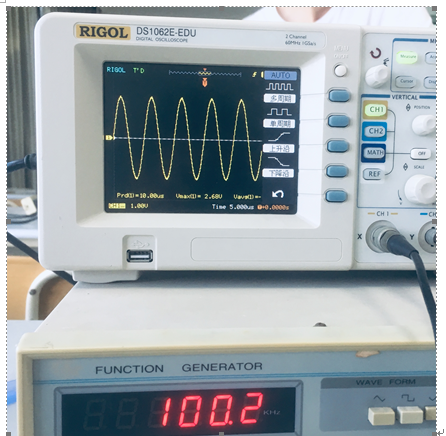 RIGOL DS1062E-EDU
DIGITAL OSCILLOSCOPE
2 Channel
60MHz 1GSa/s
RIGOL T'D
AUTO
多周期
单周期
上升沿
下降沿
Prd(1)=10.00us Vmax(1)= 2.68V Vavg(1)=
CH1 1.00V Time 5.000us 0.0000s
Measure
Cursor
VERTICAL
CH1
POSITION
CH2
MATH
OFF
REF
SCALE
CH 1
X
Y
FUNCTION GENERATOR
WAVE FORM
100.2
KHz